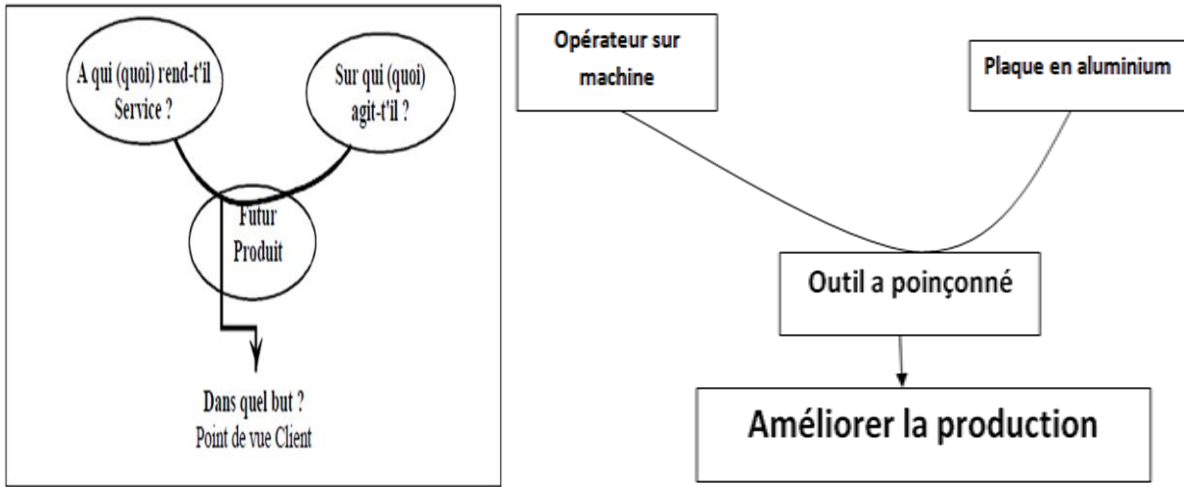 A qui (quoi) rend-t'il
Service ?
Sur qui (quoi)
agit-t'il ?
Futur
Produit
Dans quel but ?
Point de vue Client
Opérateur sur
machine
Plaque en aluminium
Outil a poinçonné
Améliorer la production